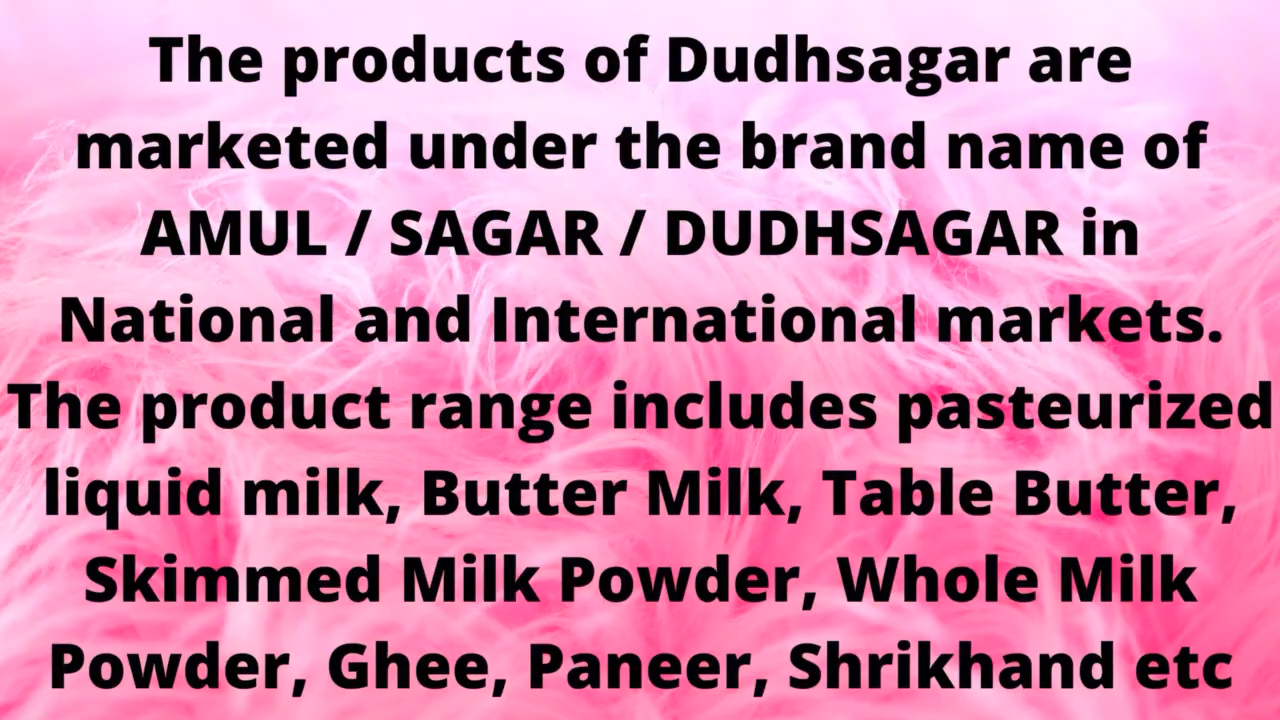 The products of Dudhsagar are
marketed under the brand name of
AMUL / SAGAR / DUDHSAGAR in
National and International markets.
The product range includes pasteurized
liquid milk, Butter Milk, Table Butter,
Skimmed Milk Powder, Whole Milk
Powder, Ghee, Paneer, Shrikhand etc